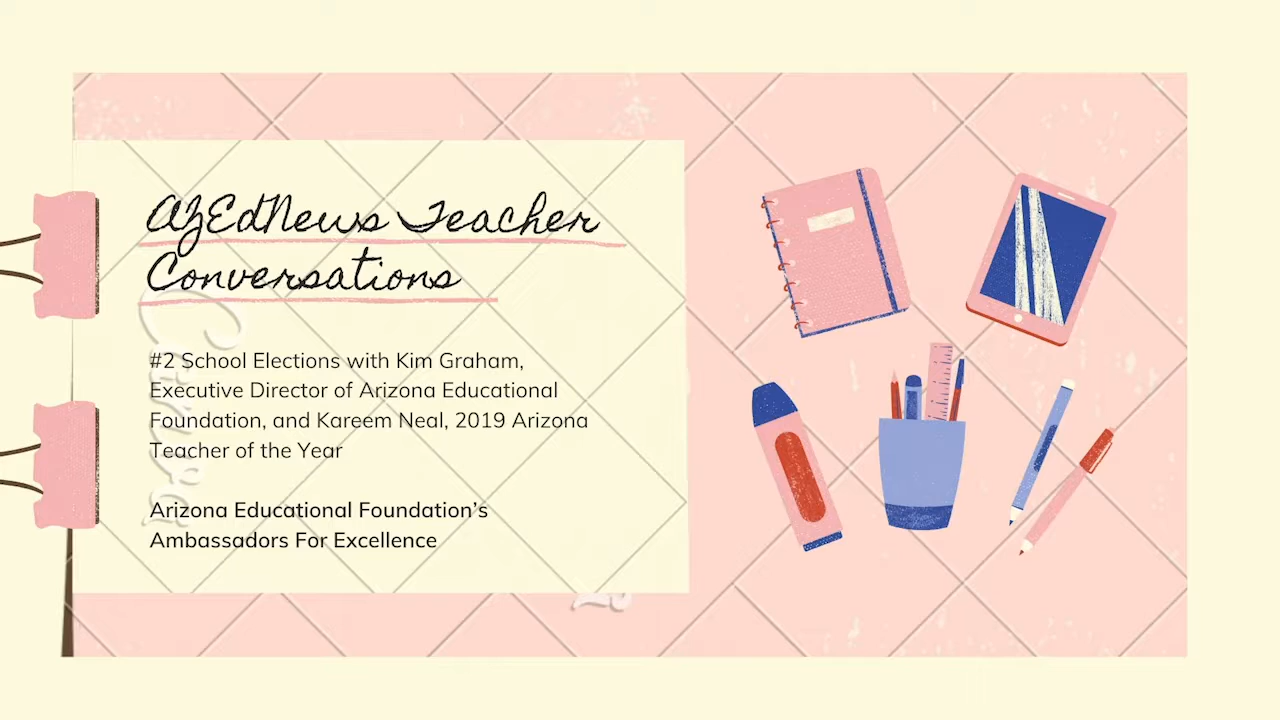 AZEdNews Teacher
Conversations
#2 School Elections with Kim Graham,
Executive Director of Arizona Educational
Foundation, and Kareem Neal, 2019 Arizona
Teacher of the Year
Arizona Educational Foundation's
Ambassadors For Excellence
Canva